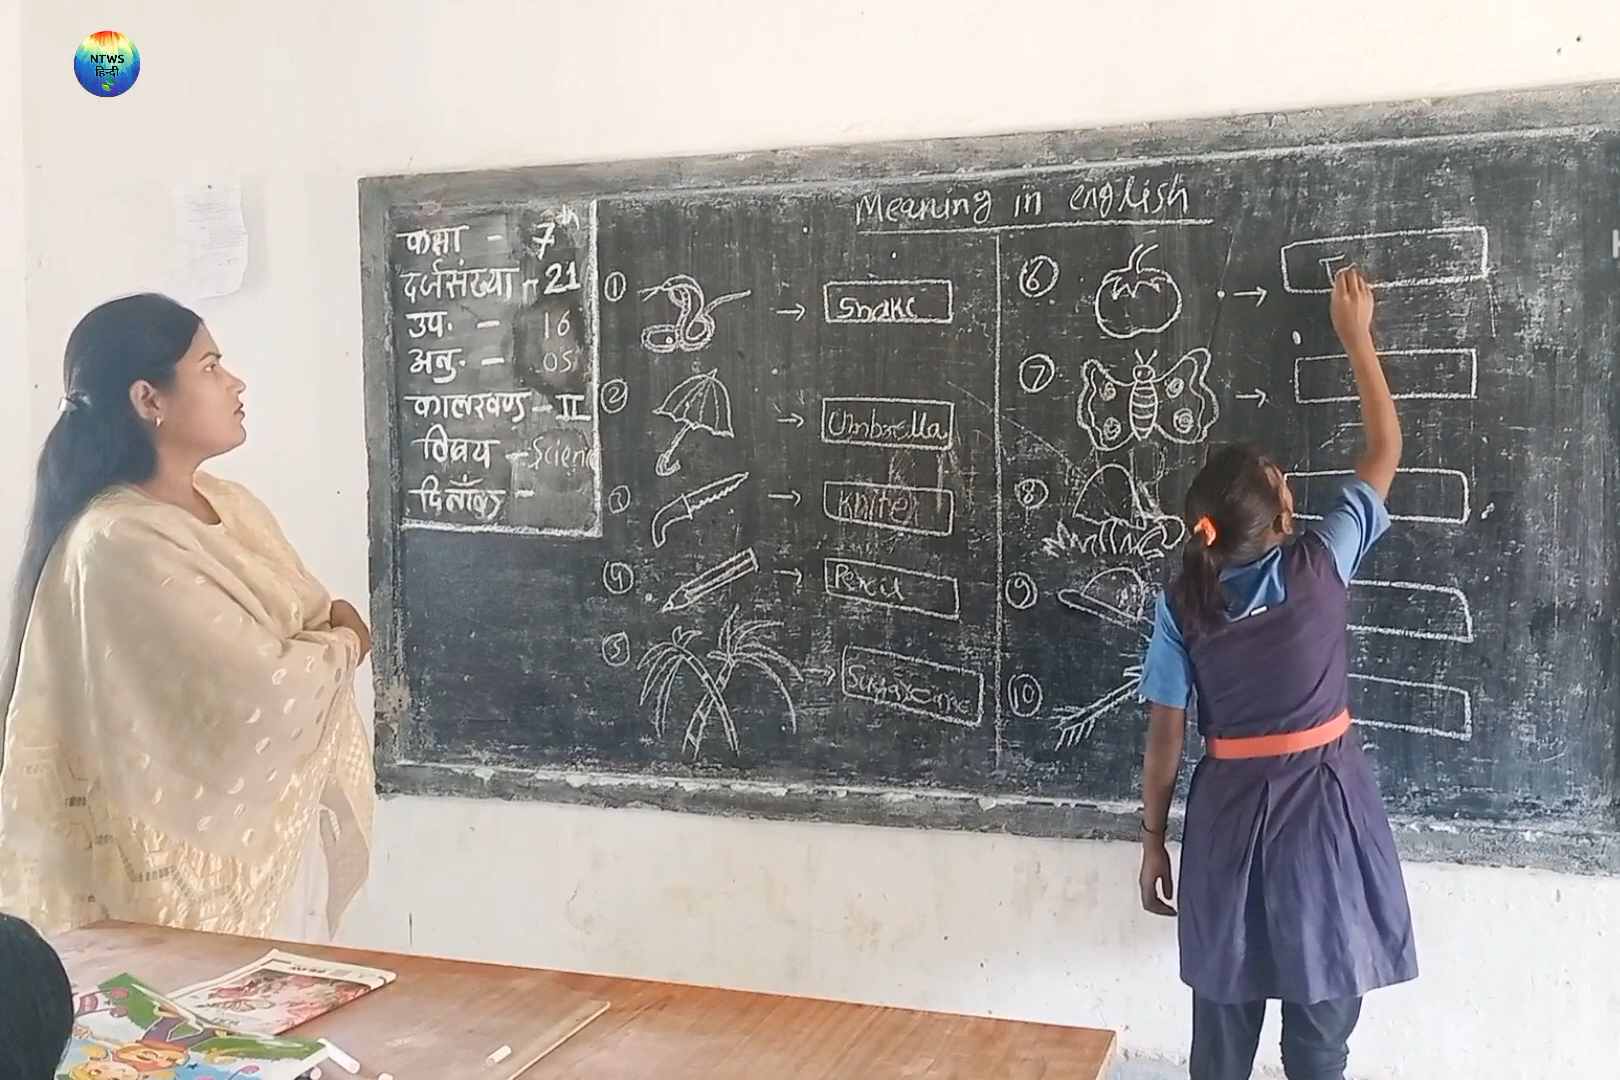 NTWS
हिन्दी
Meaning in english
कक्षा - 7th
दर्ज संख्या - 21
उप. - 16
अनु. - 05
कालखण्ड - II
विषय - Science
दिनाँक -
① → Snake
② → Umbrella
③ → Knife
④ → Pencil
⑤ → Sugarcane
⑥ → T
⑦ →
⑧
⑨
⑩